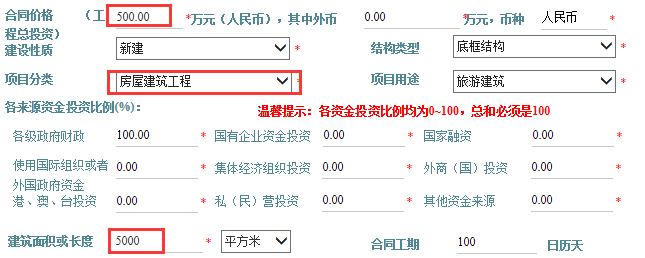 合同价格 （工 500.00 万元（人民币），其中外币 0.00 万元，币种 人民币 *
程总投资）
建设性质 新建 * 结构类型 底框结构 *
项目分类 房屋建筑工程 * 项目用途 旅游建筑 *
各来源资金投资比例(%)： 温馨提示：各资金投资比例均为0~100，总和必须是100
各级政府财政 100.00 * 国有企业资金投资 0.00 * 国家融资 0.00 *
使用国际组织或者 0.00 * 集体经济组织投资 0.00 * 外商（国）投资 0.00 *
外国政府资金
港、澳、台投资 0.00 * 私（民）营投资 0.00 * 其他资金来源 0.00 *
建筑面积或长度 5000 * 平方米 合同工期 100 日历天